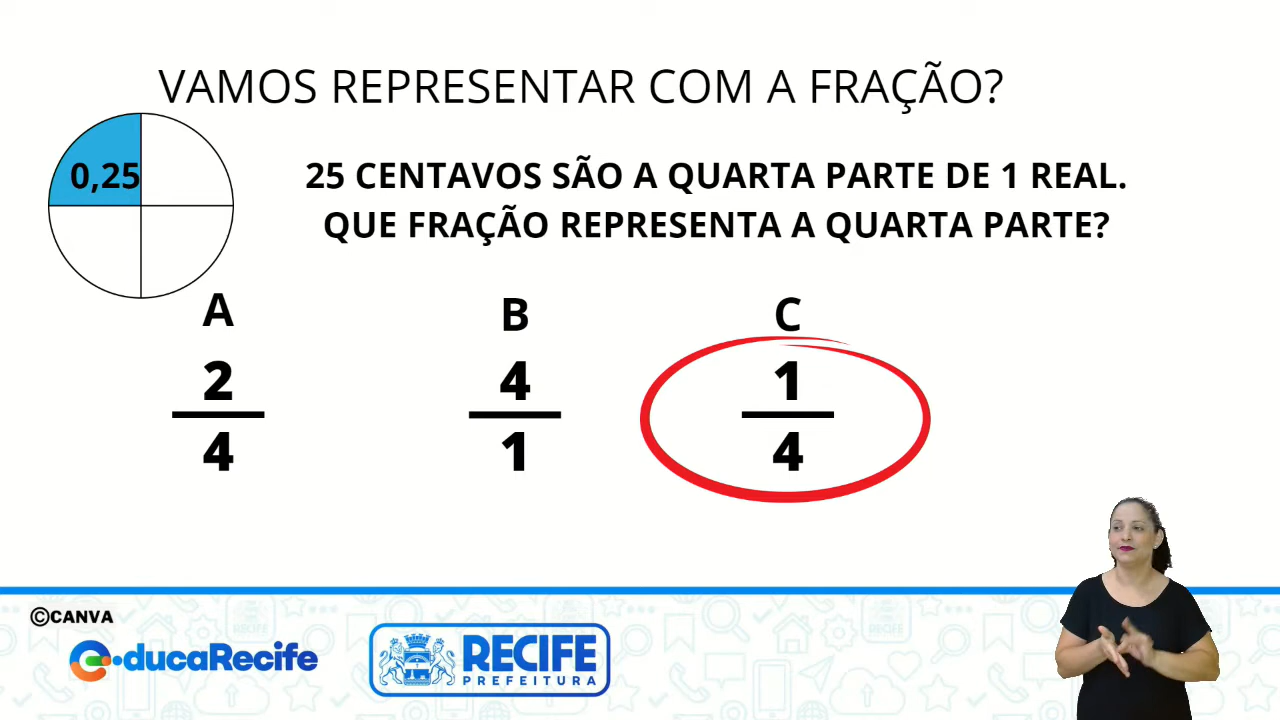 VAMOS REPRESENTAR COM A FRAÇÃO?
0,25
25 CENTAVOS SÃO A QUARTA PARTE DE 1 REAL.
QUE FRAÇÃO REPRESENTA A QUARTA PARTE?
A B C
2 4 1
4 1 4
©CANVA
EducaRecife
RECIFE
PREFEITURA